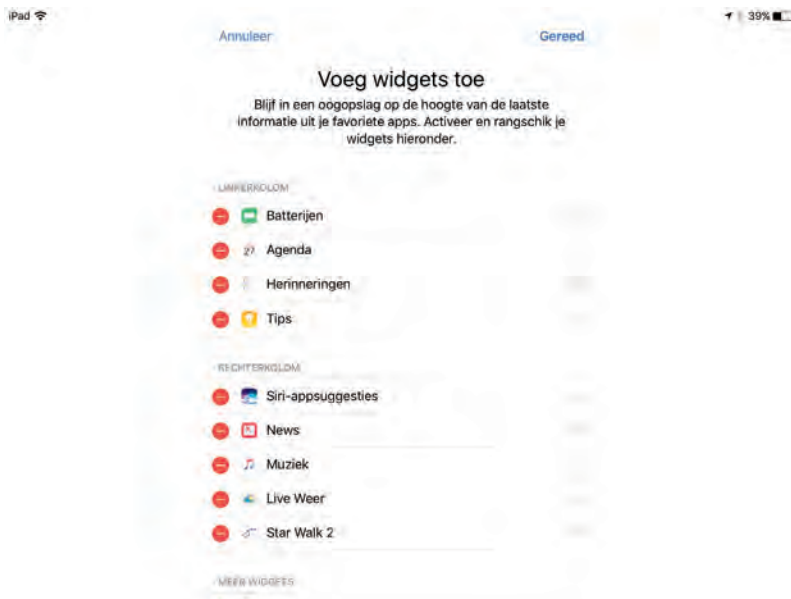 iPad 39%
Annuleer Gereed
Voeg widgets toe
Blijf in een oogopslag op de hoogte van de laatste
informatie uit je favoriete apps. Activeer en rangschik je
widgets hieronder.
LINKERKOLOM
Batterijen
27 Agenda
Herinneringen
Tips
RECHTERKOLOM
Siri-appsuggesties
News
Muziek
Live Weer
Star Walk 2
MEER WIDGETS